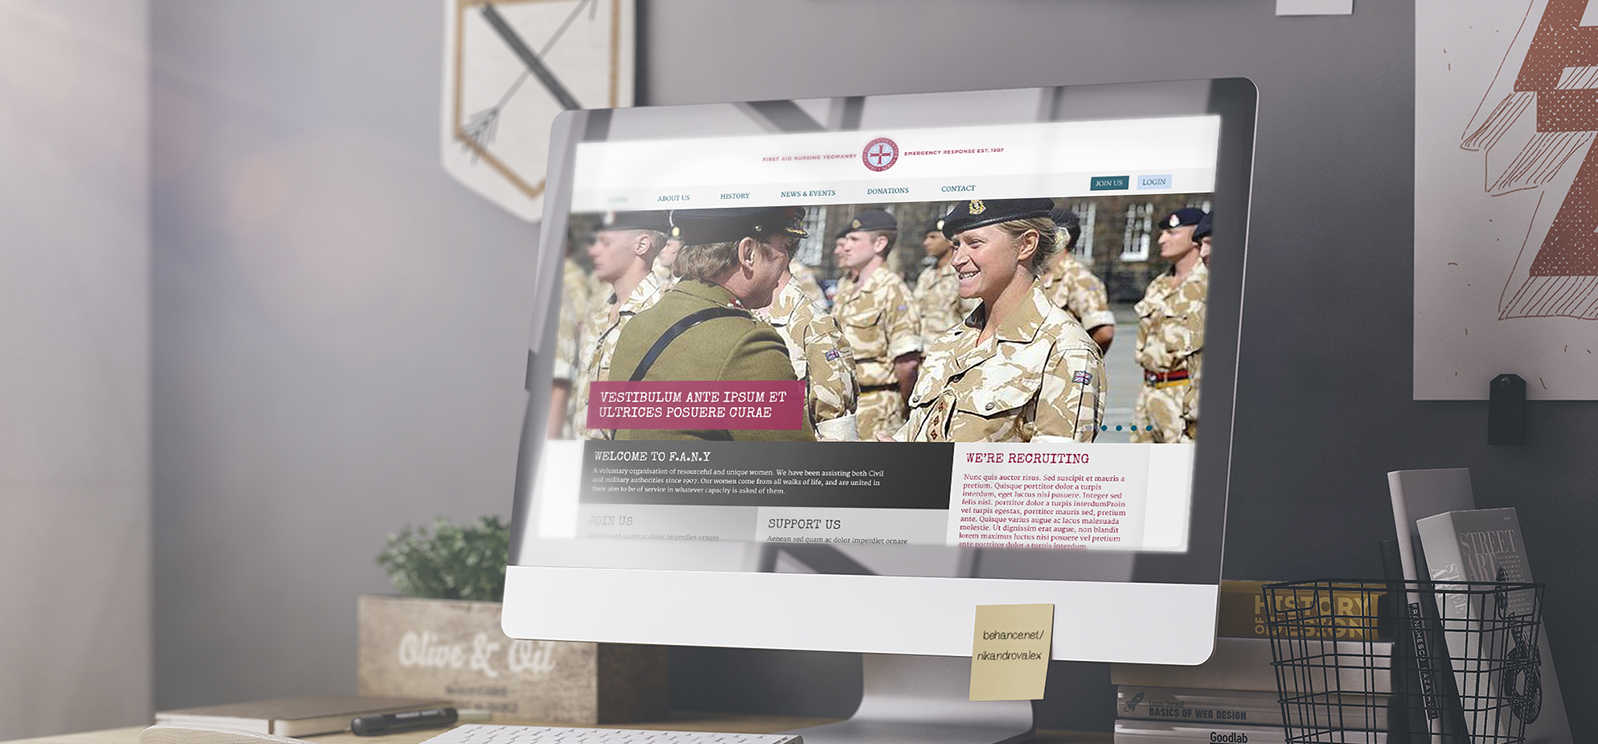 FIRST AID NURSING YEOMANRY
EMERGENCY RESPONSE EST. 1907
ABOUT US
HISTORY
NEWS & EVENTS
DONATIONS
CONTACT
JOIN US
LOGIN
VESTIBULUM ANTE IPSUM ET
ULTRICES POSUERE CURAE
WELCOME TO F.A.N.Y
A voluntary organisation of resourceful and unique women. We have been assisting both Civil
and military authorities since 1907. Our women come from all walks of life, and are united in
their aim to be of service in whatever capacity is asked of them.
JOIN US
SUPPORT US
Aenean sed quam ac dolor imperdiet ornare
WE'RE RECRUITING
Nunc quis auctor risus. Sed suscipit et mauris a
pretium. Quisque porttitor dolor a turpis
interdum, eget luctus nisi posuere. Integer sed
felis nisl. porttitor dolor a turpis interdumProin
vel turpis egestas, porttitor mauris sed, pretium
ante. Quisque varius augue ac lacus malesuada
molestie. Ut dignissim erat augue, non blandit
lorem maximus luctus nisi posuere vel pretium
ante porttitor dolor a turpis interdum.
behance.net/
nikandrovalex
Olive & Oil
HISTORY
OF DESIGN
BASICS OF WEB DESIGN
Goodlab
STREET
ART